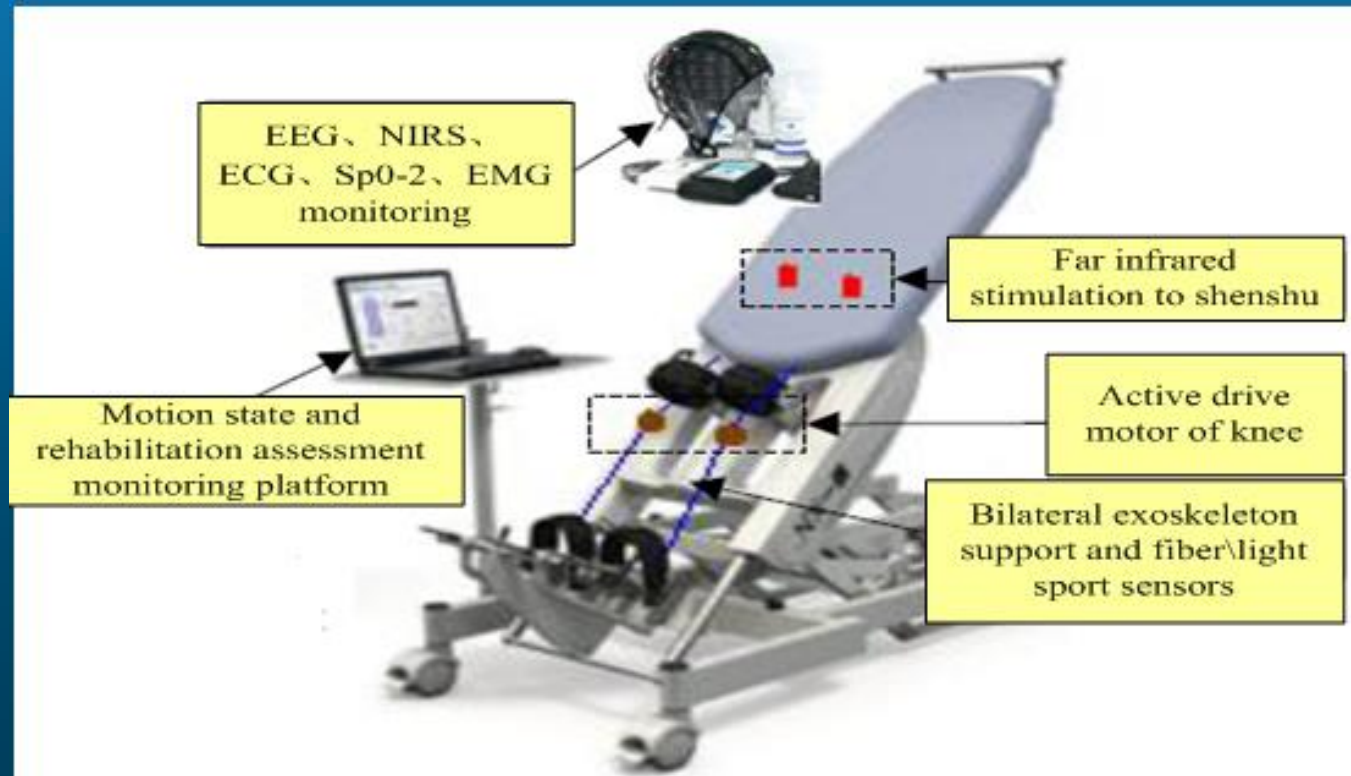 EEG、NIRS、
ECG、Sp0-2、EMG
monitoring
Far infrared
stimulation to shenshu
Motion state and
rehabilitation assessment
monitoring platform
Active drive
motor of knee
Bilateral exoskeleton
support and fiber\light
sport sensors